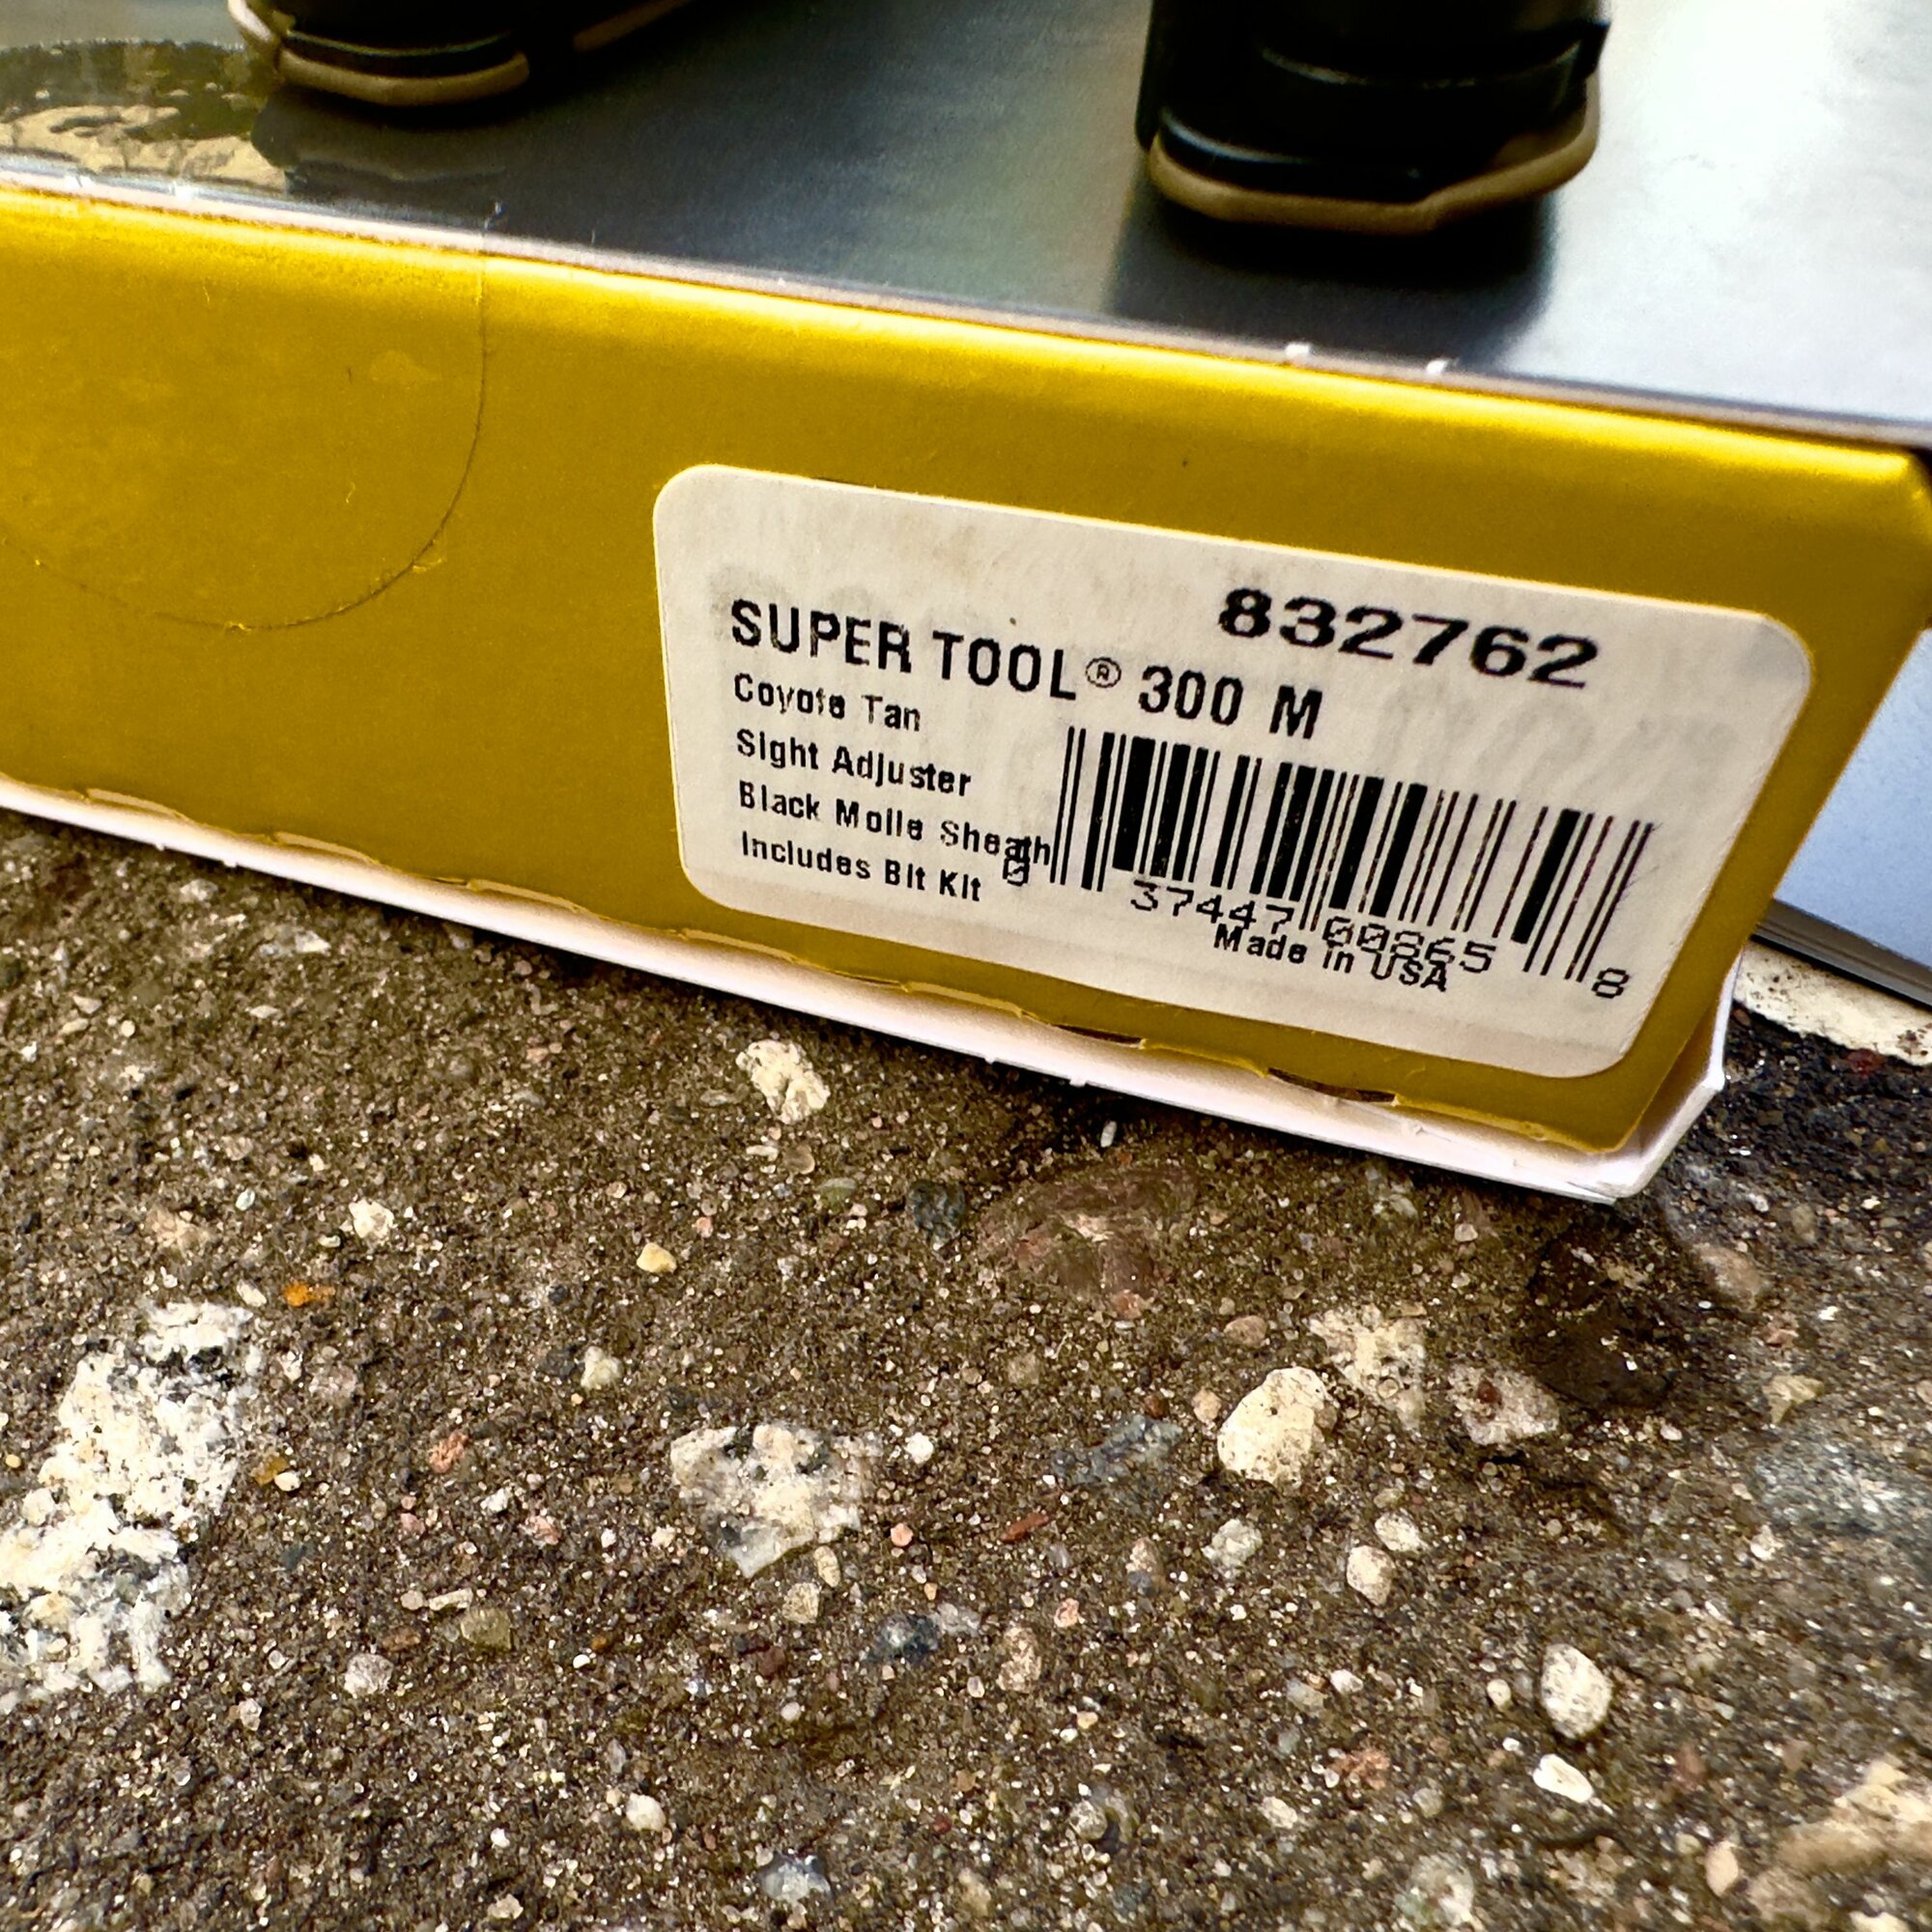 832762
SUPER TOOL® 300 M
Coyote Tan
Sight Adjuster
Black Molle Sheath
Includes Bit Kit
0 37447 00865 8
Made in USA